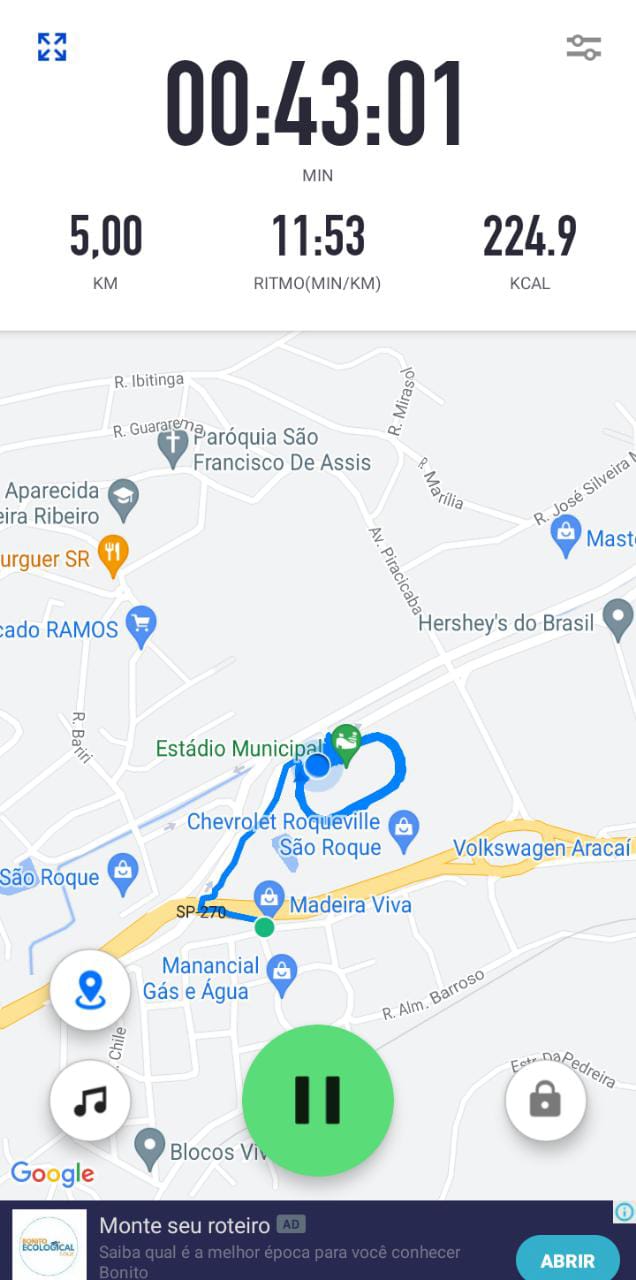 00:43:01
MIN
5,00
11:53
224.9
KM
RITMO(MIN/KM)
KCAL
R. Ibitinga
R. Mirasol
R. Guararema
Paróquia São
Francisco De Assis
R. Marília
Aparecida
eira Ribeiro
R. José Silveira M
urguer SR
Av. Piracicaba
Maste
cado RAMOS
Hershey's do Brasil
R. Bariri
Estádio Municipal
Chevrolet Roqueville
São Roque
Volkswagen Aracaí
São Roque
SP-270
Madeira Viva
Manancial
Gás e Água
R. Alm. Barroso
Chile
Estr. Da Pedreira
Blocos Viv
Google
Monte seu roteiro AD
Saiba qual é a melhor época para você conhecer
Bonito
BONITO
ECOLOGICAL
ABRIR